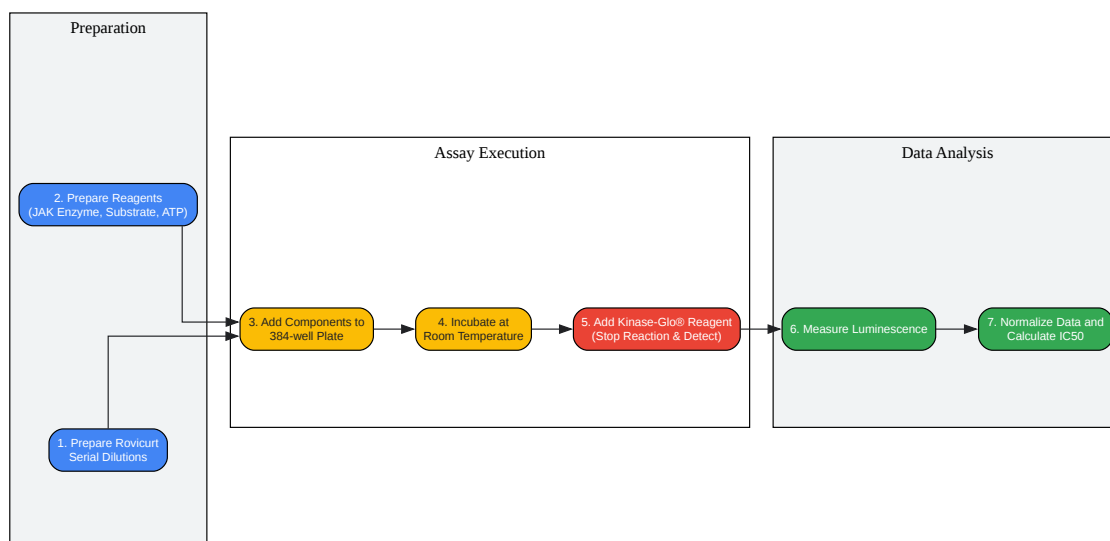 Preparation
2. Prepare Reagents
(JAK Enzyme, Substrate, ATP)
1. Prepare Rovicurt
Serial Dilutions
Assay Execution
3. Add Components to
384-well Plate
4. Incubate at
Room Temperature
5. Add Kinase-Glo® Reagent
(Stop Reaction & Detect)
Data Analysis
6. Measure Luminescence
7. Normalize Data and
Calculate IC50